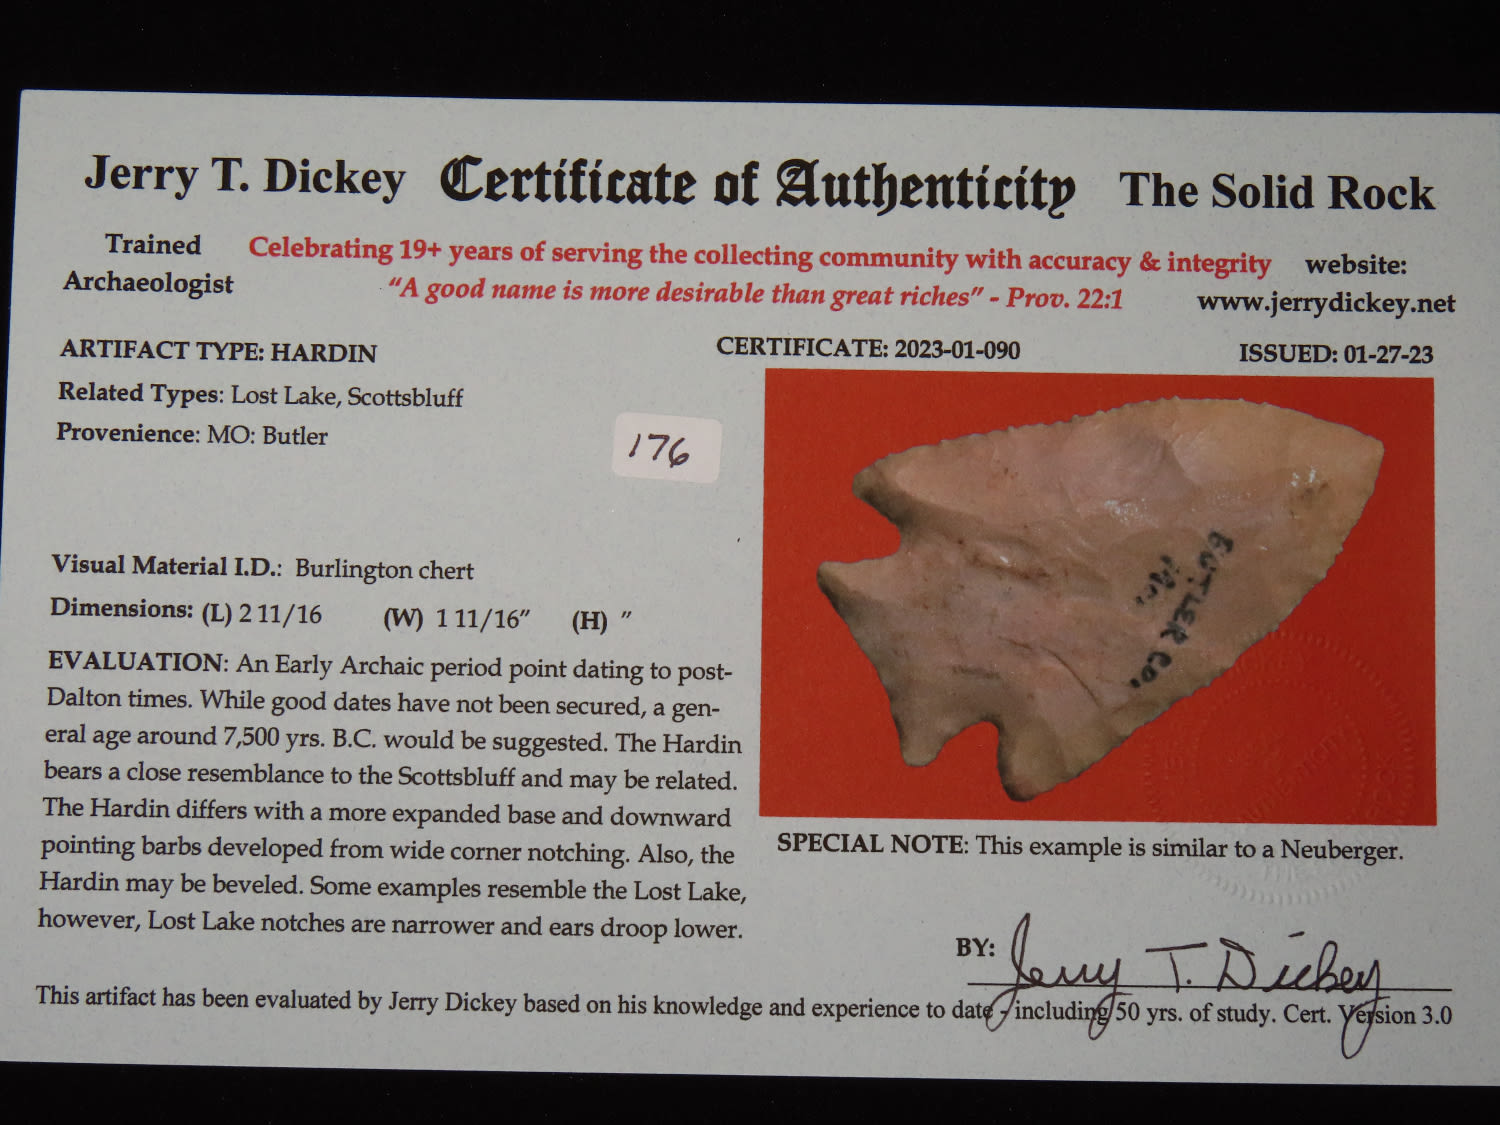 Jerry T. Dickey Certificate of Authenticity The Solid Rock
Trained Archaeologist
Celebrating 19+ years of serving the collecting community with accuracy & integrity
"A good name is more desirable than great riches" - Prov. 22:1
website:
www.jerrydickey.net
ARTIFACT TYPE: HARDIN
CERTIFICATE: 2023-01-090
ISSUED: 01-27-23
Related Types: Lost Lake, Scottsbluff
Provenience: MO: Butler
176
Visual Material I.D.: Burlington chert
Dimensions: (L) 2 11/16 (W) 1 11/16" (H) "
EVALUATION: An Early Archaic period point dating to post-
Dalton times. While good dates have not been secured, a gen-
eral age around 7,500 yrs. B.C. would be suggested. The Hardin
bears a close resemblance to the Scottsbluff and may be related.
The Hardin differs with a more expanded base and downward
pointing barbs developed from wide corner notching. Also, the
Hardin may be beveled. Some examples resemble the Lost Lake,
however, Lost Lake notches are narrower and ears droop lower.
BUTLER CO.
MO.
SPECIAL NOTE: This example is similar to a Neuberger.
BY: Jerry T. Dickey
This artifact has been evaluated by Jerry Dickey based on his knowledge and experience to date - including 50 yrs. of study. Cert. Version 3.0